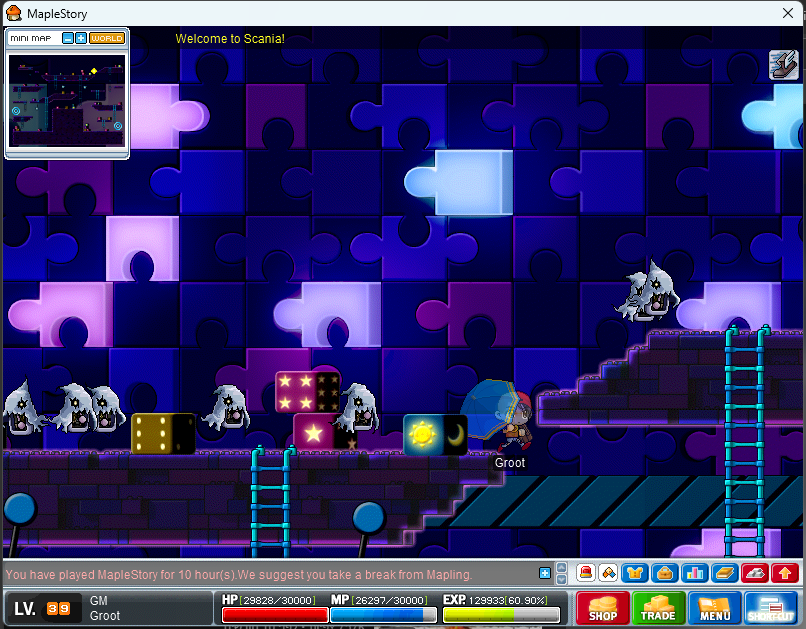 MapleStory
MINI MAP
WORLD
Welcome to Scania!
Groot
You have played MapleStory for 10 hour(s).We suggest you take a break from Mapling.
LV. 39
GM
Groot
HP[29828/30000] MP[26297/30000] EXP. 129933[60.90%]
SHOP
TRADE
MENU
SHORT-CUT